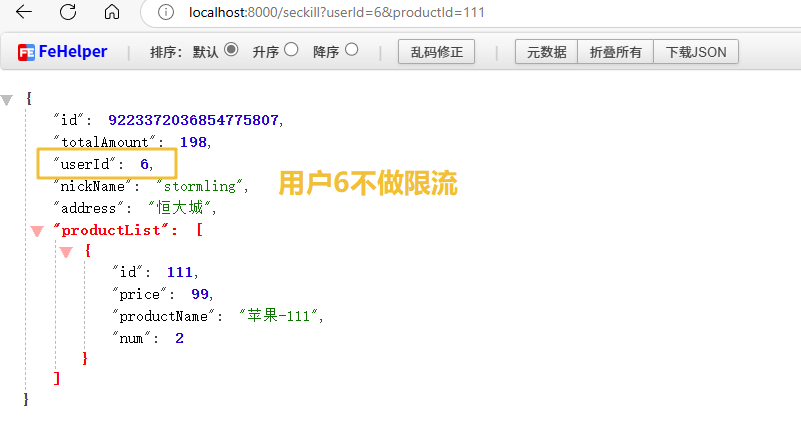 localhost:8000/seckill?userId=6&productId=111
FeHelper 排序： 默认 升序 降序 乱码修正 元数据 折叠所有 下载JSON
{
"id": 9223372036854775807,
"totalAmount": 198,
"userId": 6,
"nickName": "stormling",
用户6不做限流
"address": "恒大城",
"productList": [
{
"id": 111,
"price": 99,
"productName": "苹果-111",
"num": 2
}
]
}